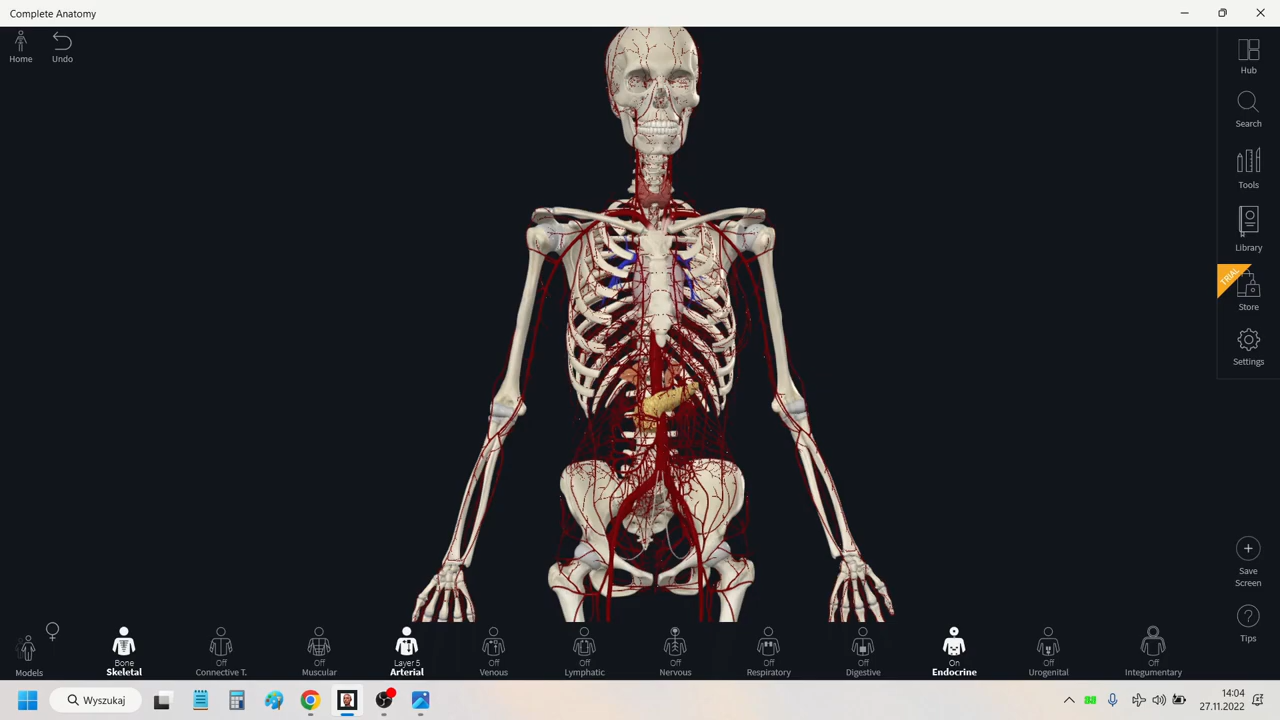 Complete Anatomy
Home
Undo
Hub
Search
Tools
Library
TRIAL
Store
Settings
Save
Screen
Tips
Models
Bone
Skeletal
Off
Connective T.
Off
Muscular
Layer 5
Arterial
Off
Venous
Off
Lymphatic
Off
Nervous
Off
Respiratory
Off
Digestive
On
Endocrine
Off
Urogenital
Off
Integumentary
Wyszukaj
14:04
27.11.2022